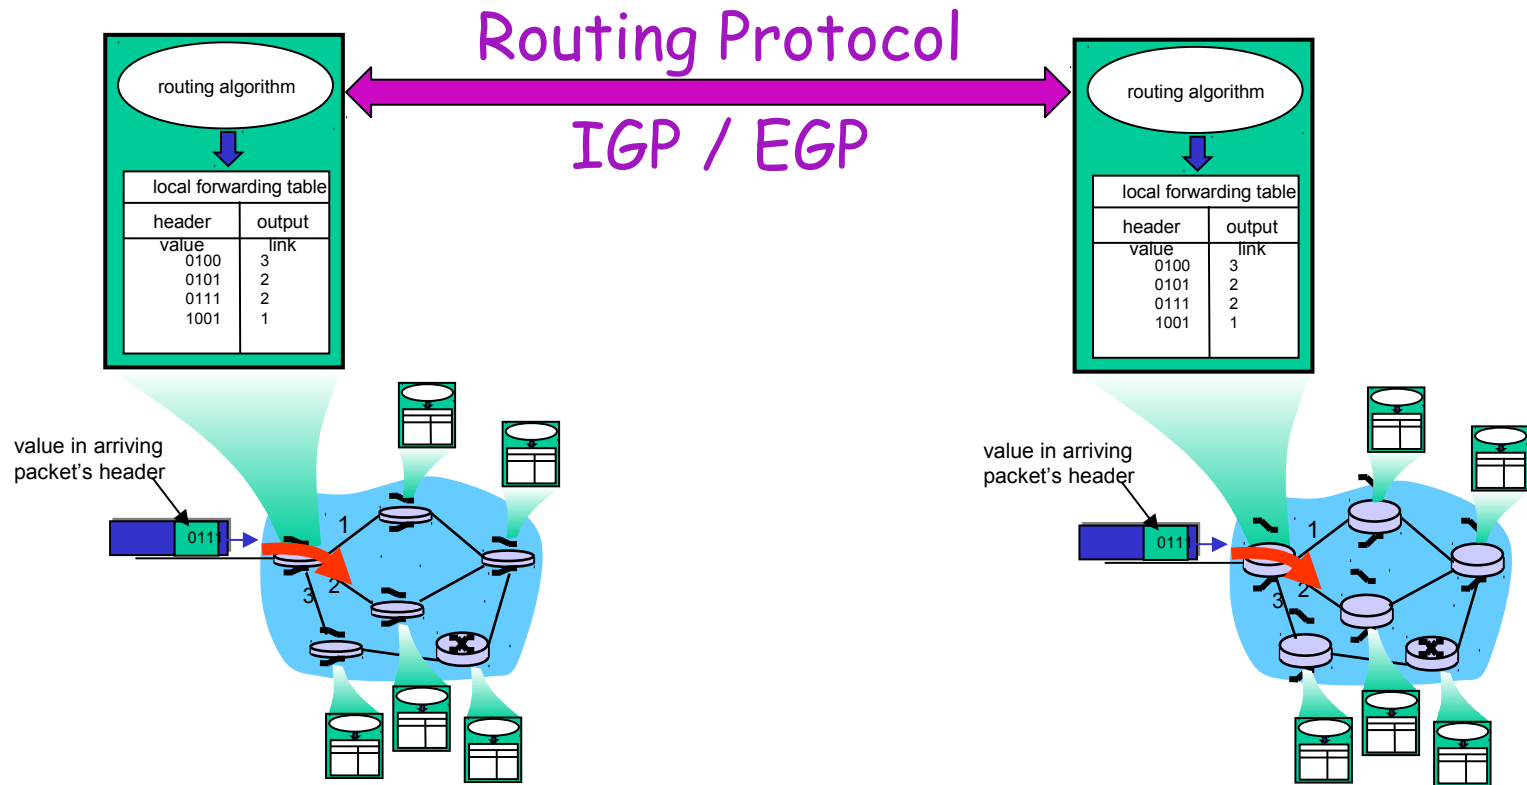 Routing Protocol
IGP / EGP
routing algorithm
local forwarding table
header output
value link
0100 3
0101 2
0111 2
1001 1
value in arriving
packet’s header
0111
1
2
3
routing algorithm
local forwarding table
header output
value link
0100 3
0101 2
0111 2
1001 1
value in arriving
packet’s header
0111
1
2
3